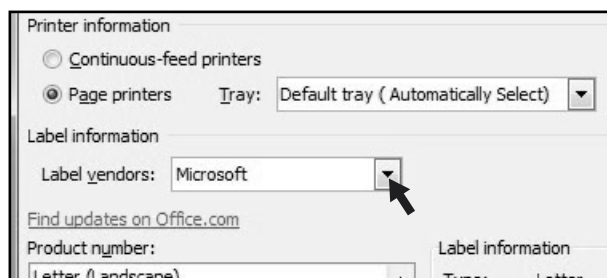 Printer information
Continuous-feed printers
Page printers Tray: Default tray ( Automatically Select)
Label information
Label vendors: Microsoft
Find updates on Office.com
Product number: Label information
Letter (Landscape) Type: Letter